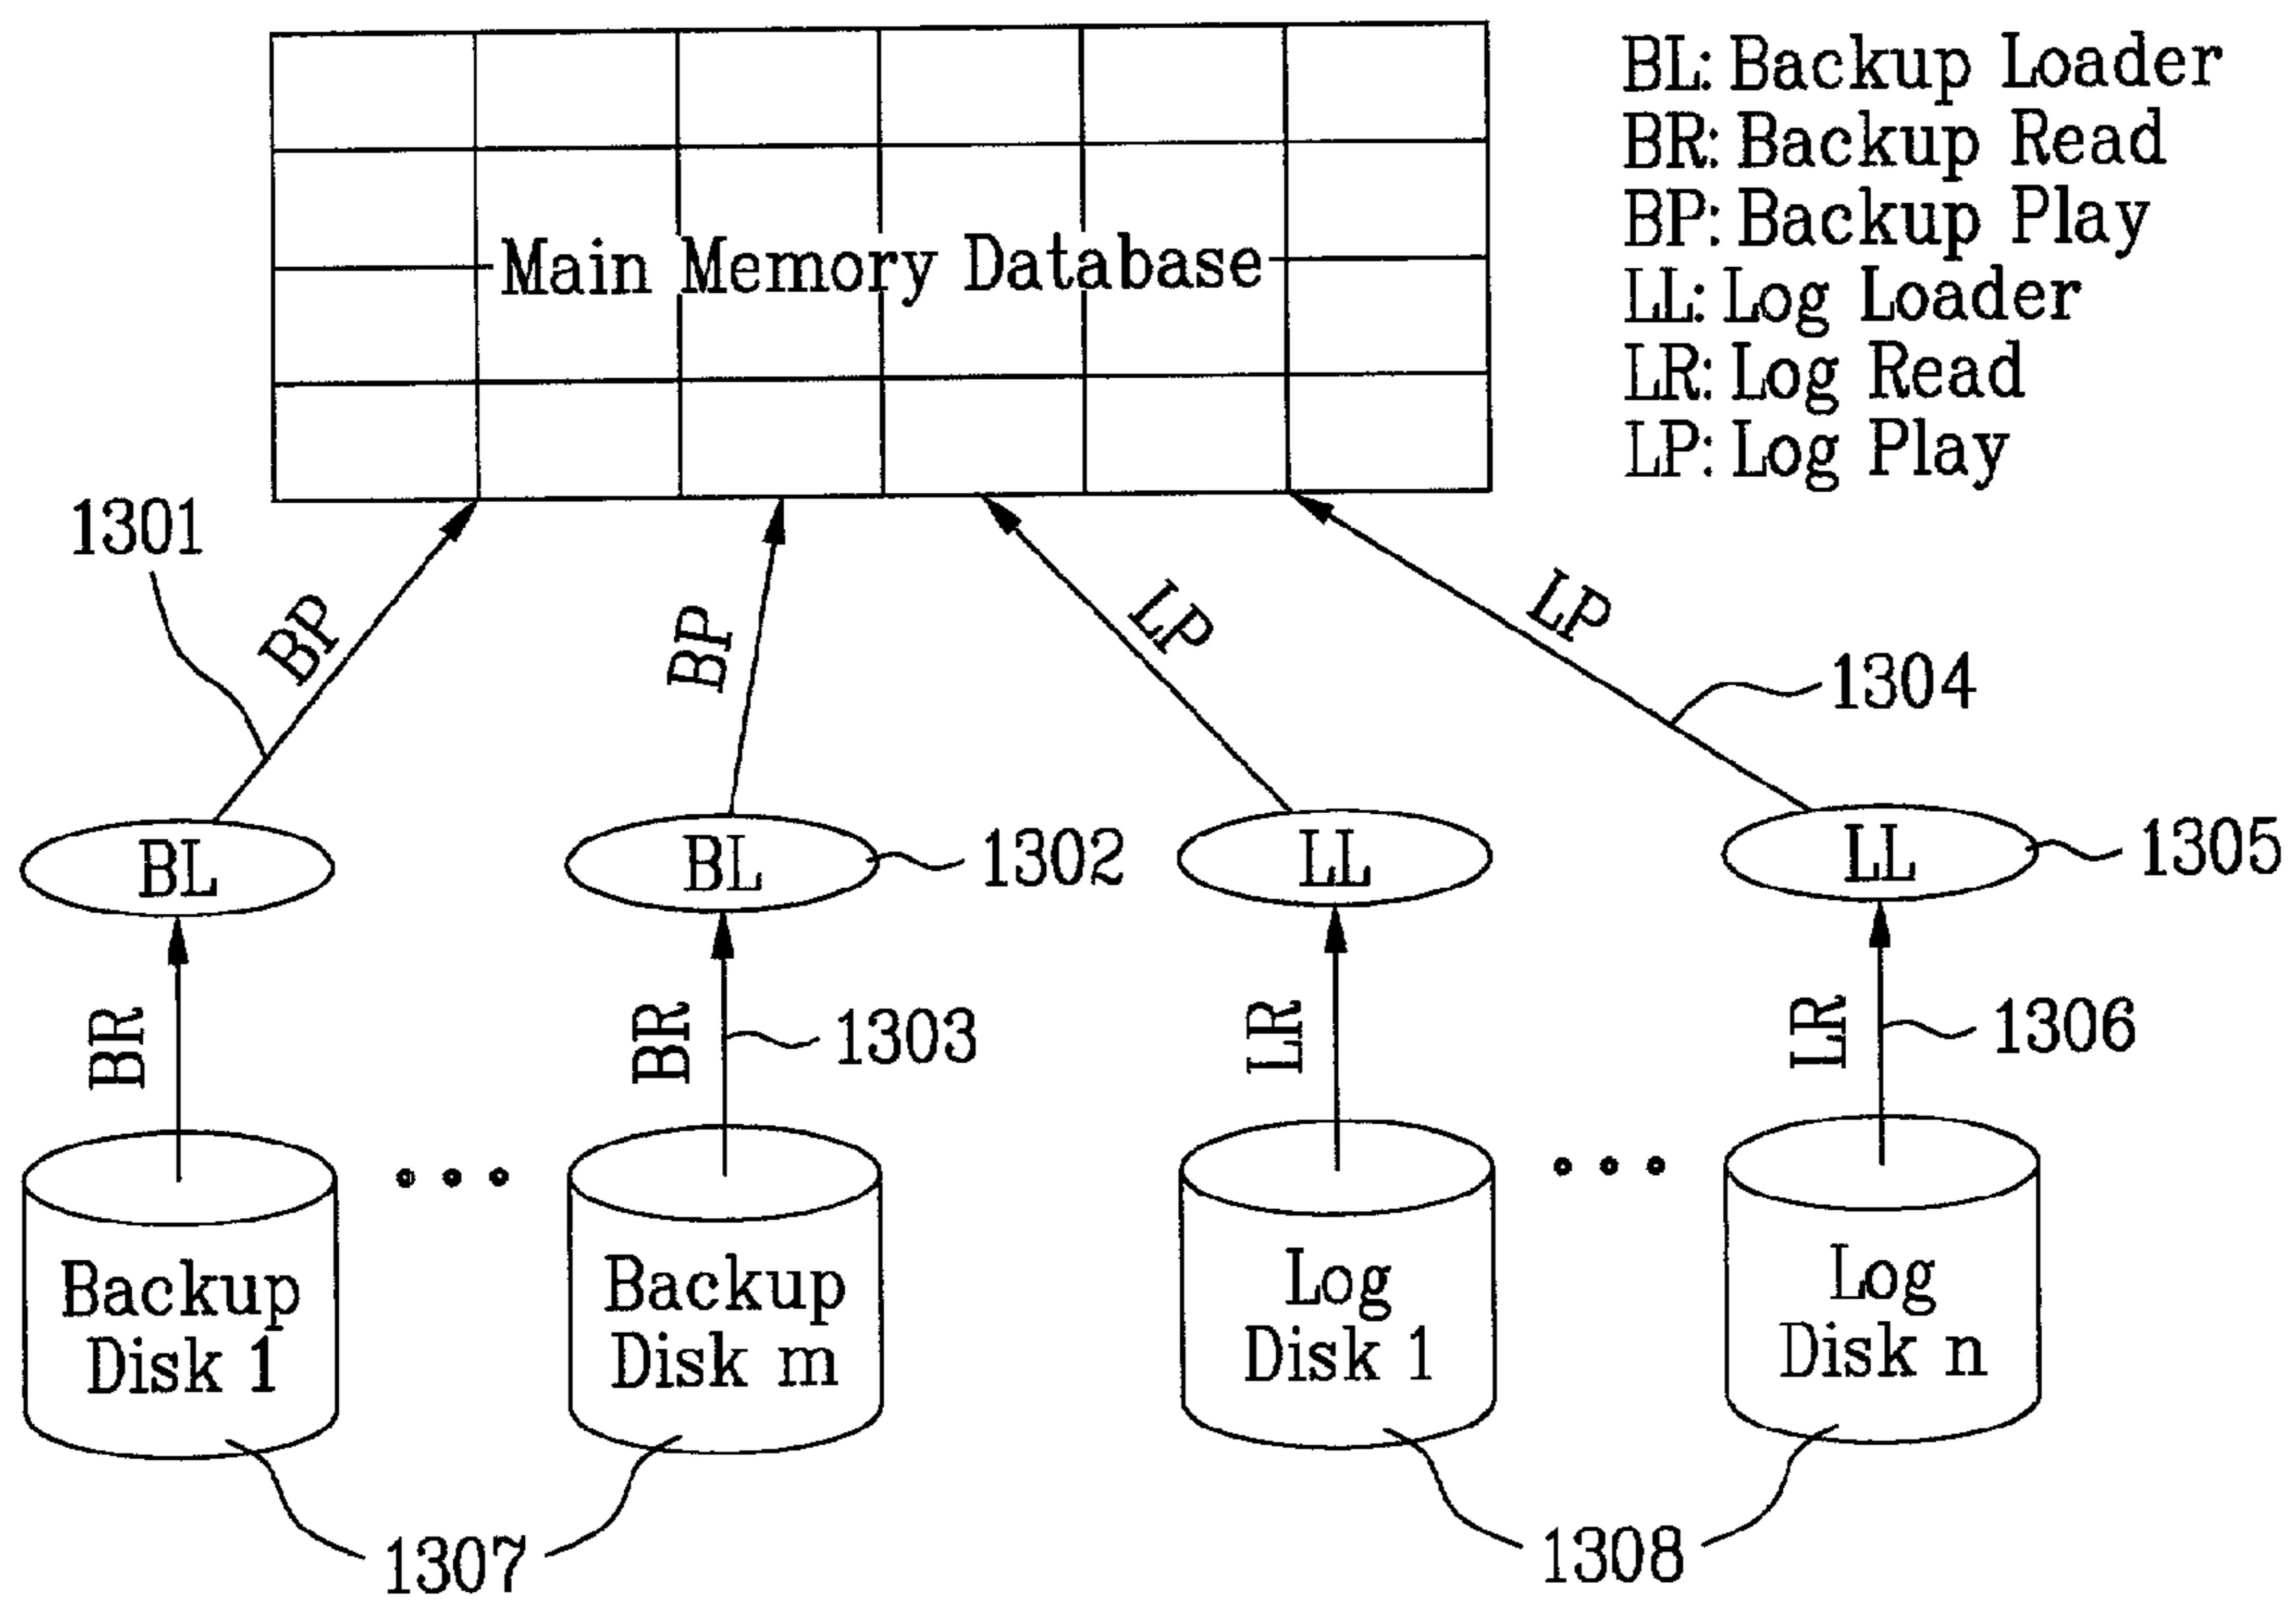 BL: Backup Loader
BR: Backup Read
BP: Backup Play
LL: Log Loader
LR: Log Read
LP: Log Play
Main Memory Database
1301
BP
BP
LP
LP
1304
BL
BL
1302
LL
LL
1305
BR
BR
1303
LR
LR
1306
Backup
Disk 1
Backup
Disk m
Log
Disk 1
Log
Disk n
1307
1308